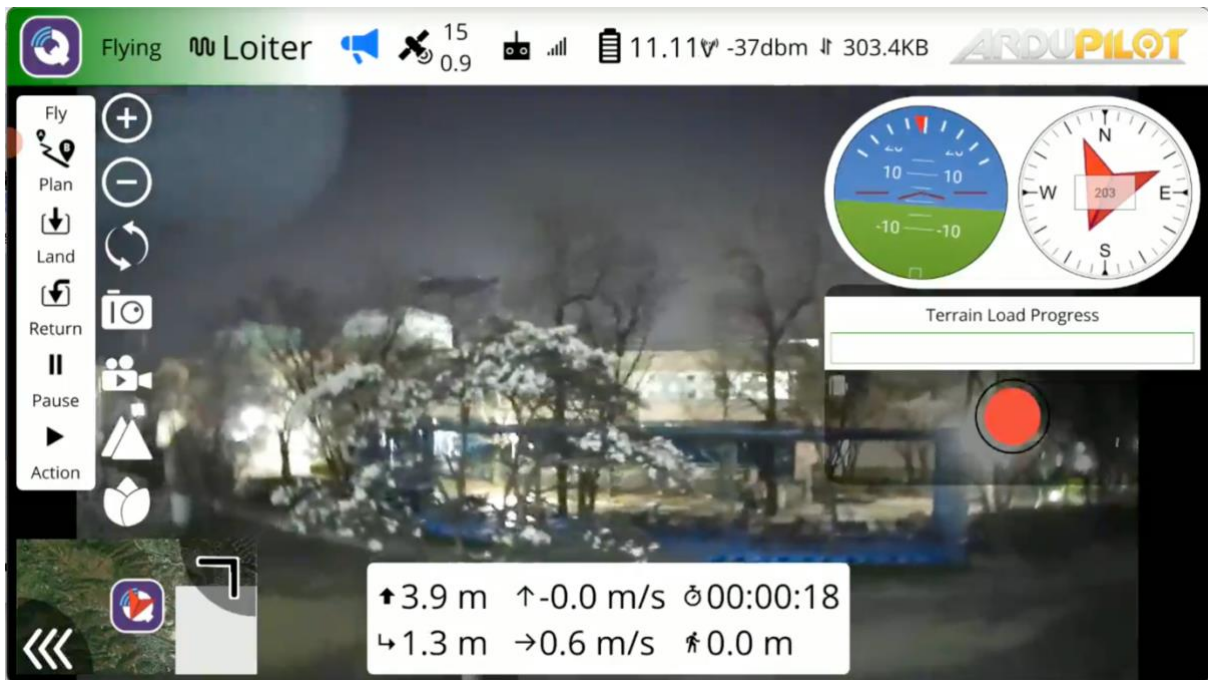 Flying
Loiter
15
0.9
11.11V
-37dbm
303.4KB
ARDUPILOT
Fly
Plan
Land
Return
Pause
Action
10 10
-10 -10
N
W E
S
203
Terrain Load Progress
3.9 m -0.0 m/s 00:00:18
1.3 m 0.6 m/s 0.0 m